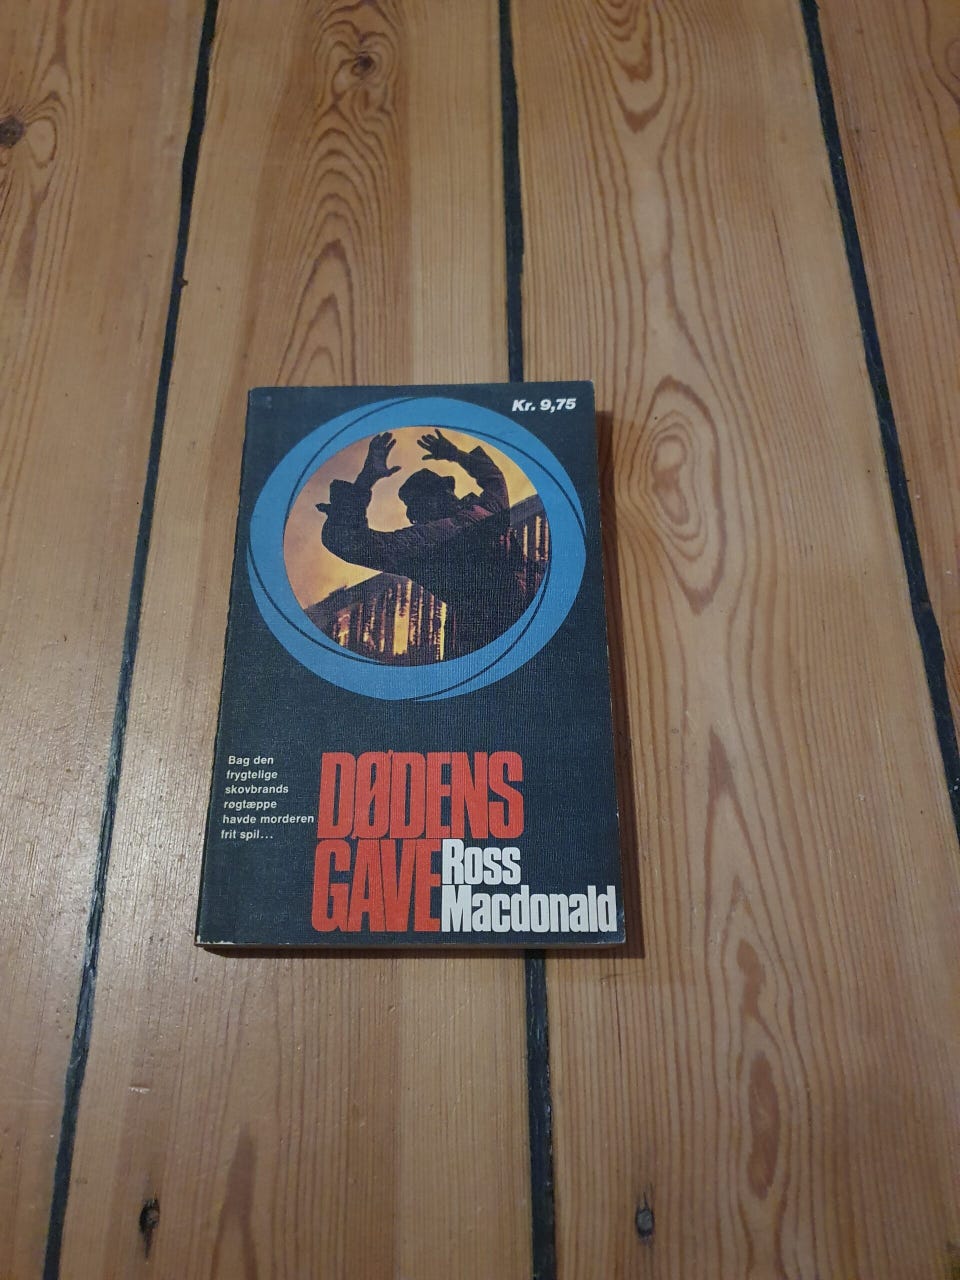 Kr. 9,75
Bag den
frygtelige
skovbrands
røgtæppe
havde morderen
frit spil...
DØDENS
GAVE
Ross
Macdonald